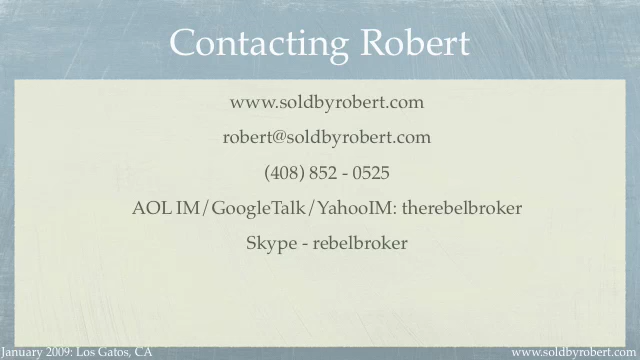 Contacting Robert
www.soldbyrobert.com
robert@soldbyrobert.com
(408) 852 - 0525
AOL IM/GoogleTalk/YahooIM: therebelbroker
Skype - rebelbroker
January 2009: Los Gatos, CA
www.soldbyrobert.com